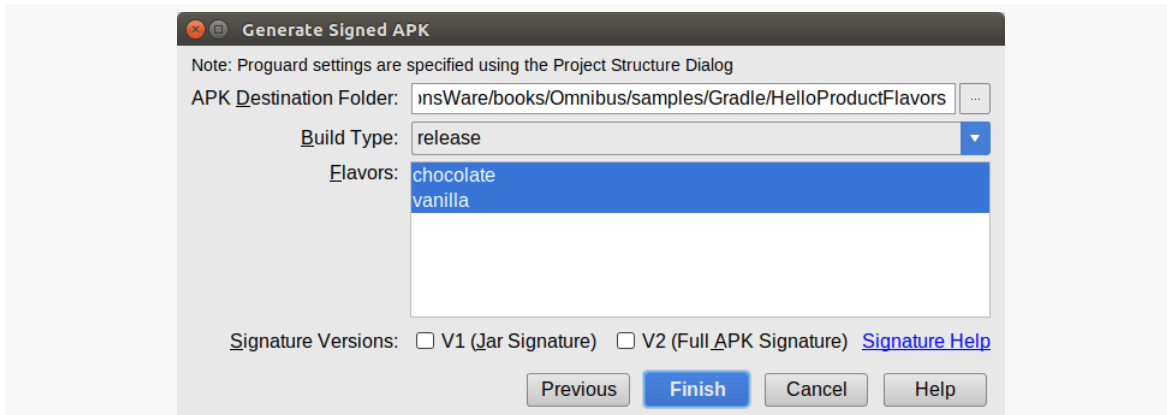 Generate Signed APK
Note: Proguard settings are specified using the Project Structure Dialog
APK Destination Folder: onsWare/books/Omnibus/samples/Gradle/HelloProductFlavors ...
Build Type: release
Flavors: chocolate
vanilla
Signature Versions: V1 (Jar Signature) V2 (Full APK Signature) Signature Help
Previous Finish Cancel Help